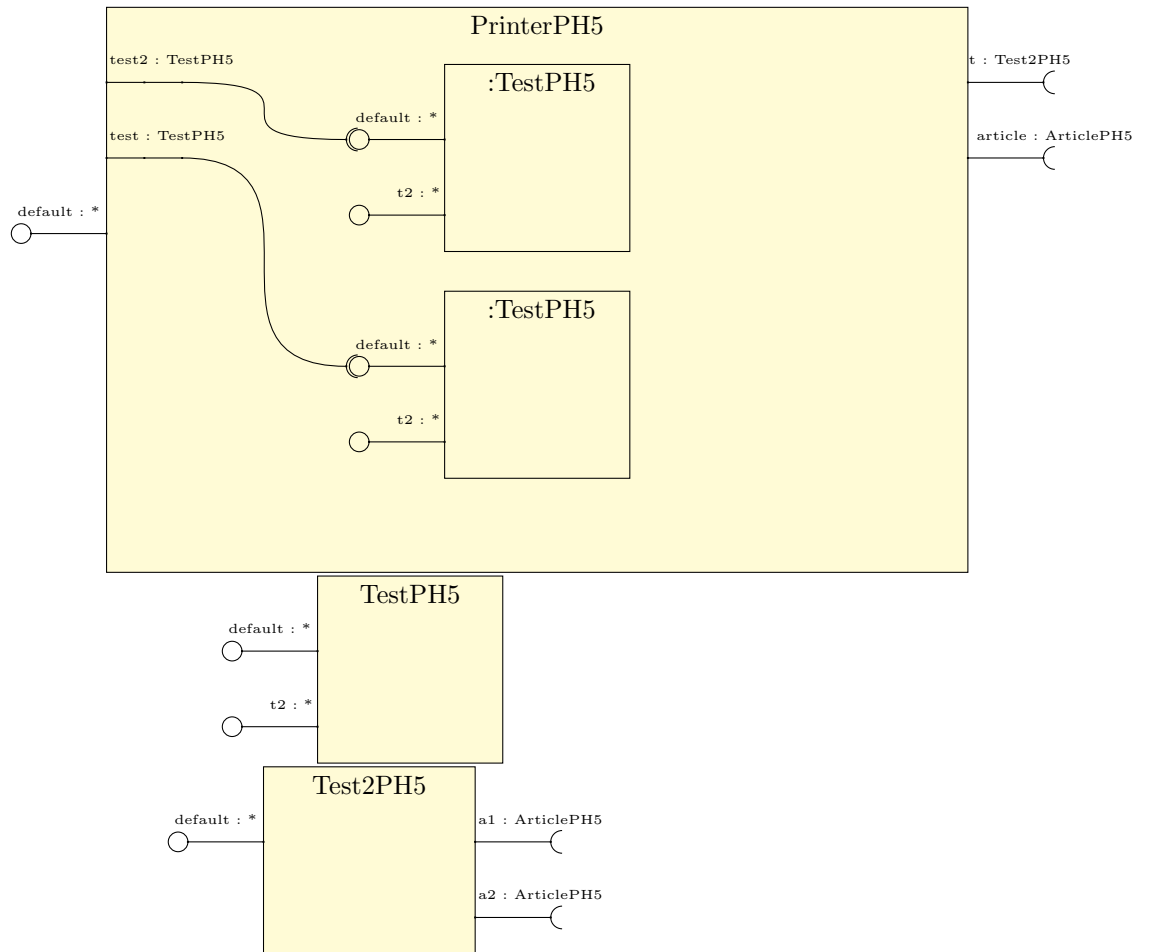 PrinterPH5
test2 : TestPH5
t : Test2PH5
:TestPH5
default : *
test : TestPH5
article : ArticlePH5
t2 : *
default : *
:TestPH5
default : *
t2 : *
TestPH5
default : *
t2 : *
Test2PH5
default : *
a1 : ArticlePH5
a2 : ArticlePH5